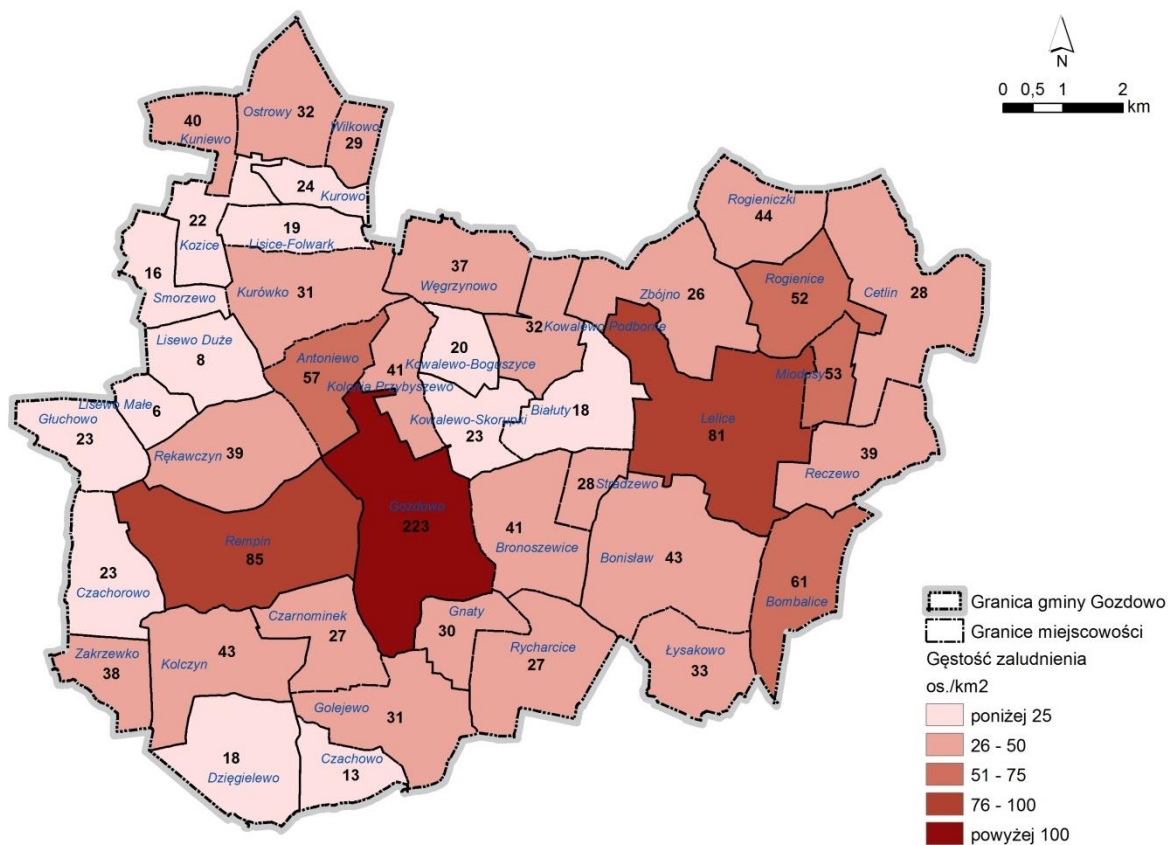 N
0 0,5 1 2
km
Ostrowy 32
40
Kuniewo
Wilkowo
29
24
Kurowo
22
Kozice
19
Lisice-Folwark
16
Smorzewo
Kurówko 31
37
Węgrzynowo
Rogieniczki
44
Zbójno 26
Rogienice
52
Cetlin 28
Lisewo Duże
8
Antoniewo
57
Kolonia Przybyszewo
41
20
Kowalewo-Boguszyce
32
Kowalewo Podborne
Miodusy
53
Lisewo Małe
6
Głuchowo
23
Kowalewo-Skorupki
23
Białuty
18
Lelice
81
Rękawczyn 39
39
Reczewo
28 Stradzewo
Gozdowo
223
41
Bronoszewice
Bonisław 43
Rempin
85
23
Czachorowo
61
Bombalice
Czarnominek
27
Gnaty
30
Rycharcice
27
Łysakowo
33
Zakrzewko
38
Kolczyn 43
Golejewo 31
18
Dzięgielewo
Czachowo
13
Granica gminy Gozdowo
Granice miejscowości
Gęstość zaludnienia
os./km2
poniżej 25
26 - 50
51 - 75
76 - 100
powyżej 100